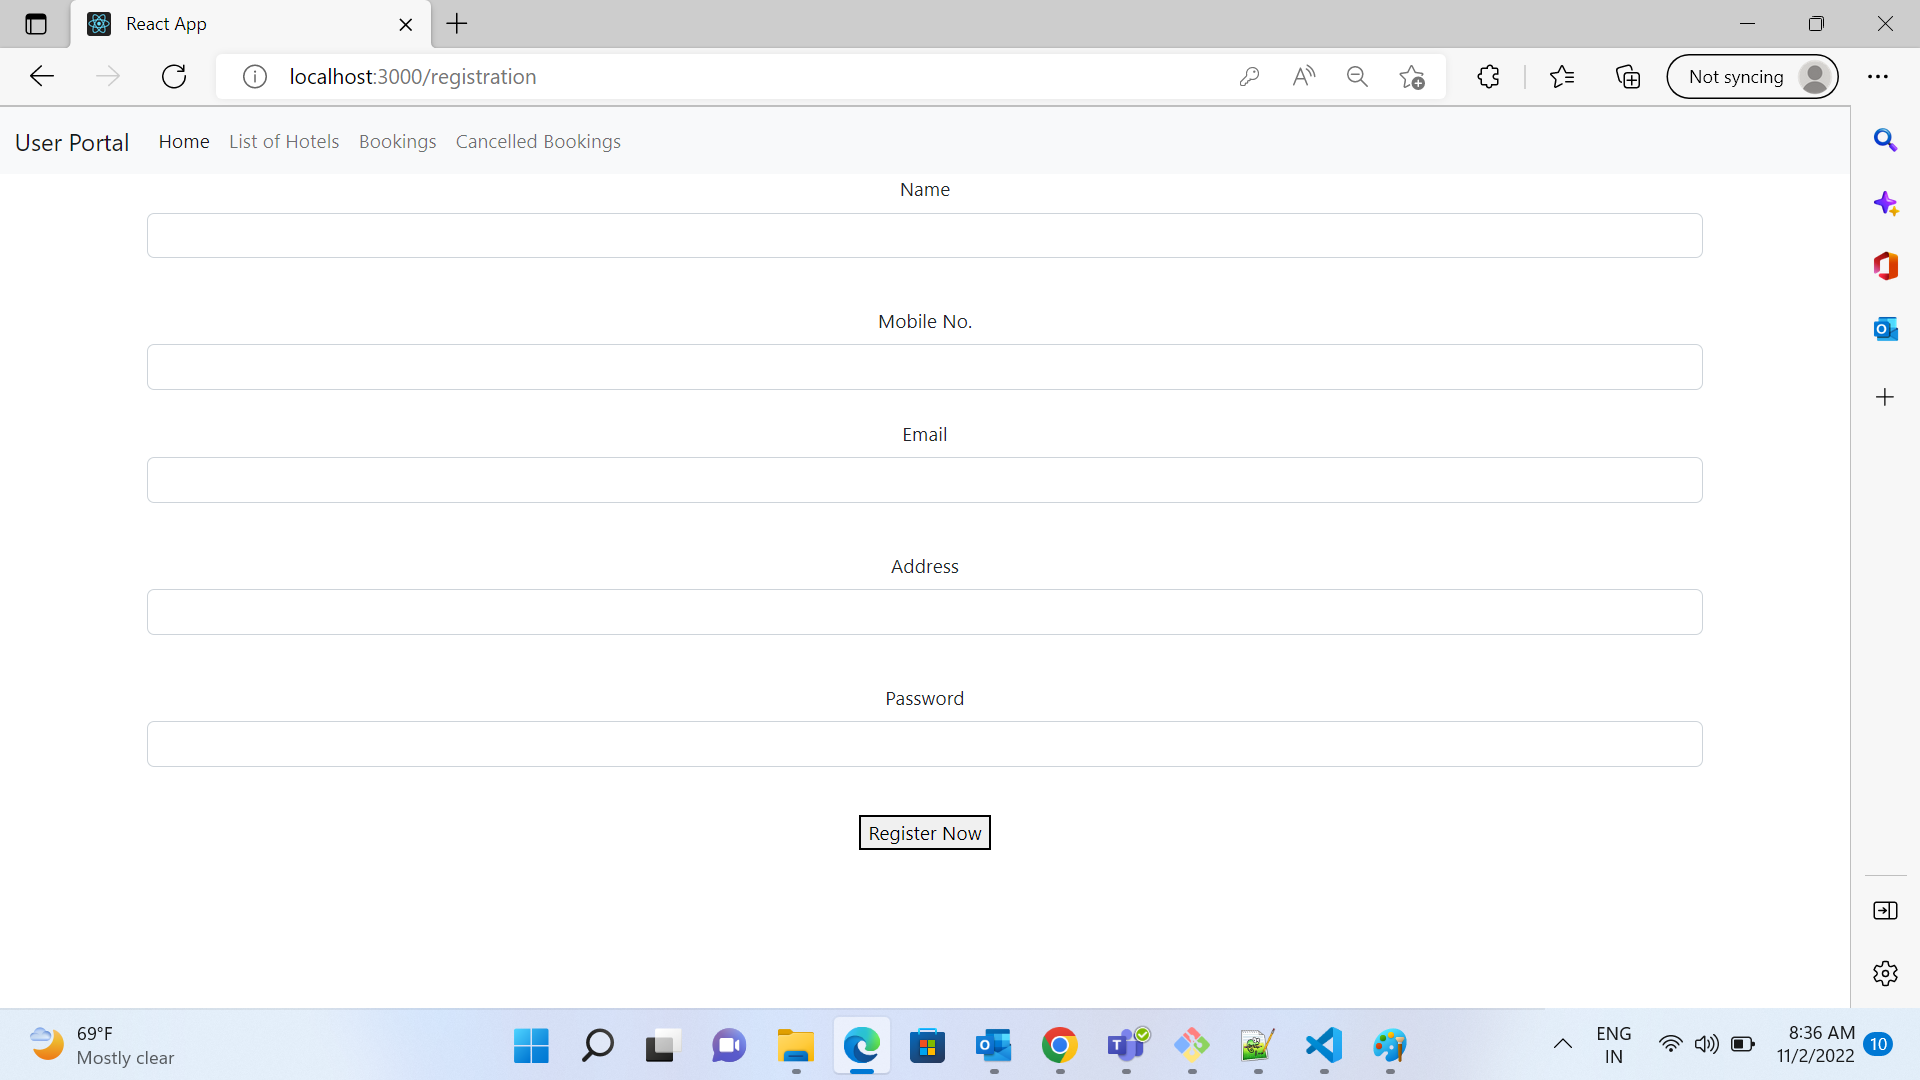 React App
localhost:3000/registration
Not syncing
User Portal Home List of Hotels Bookings Cancelled Bookings
Name
Mobile No.
Email
Address
Password
Register Now
69°F
Mostly clear
ENG
IN
8:36 AM
11/2/2022
10